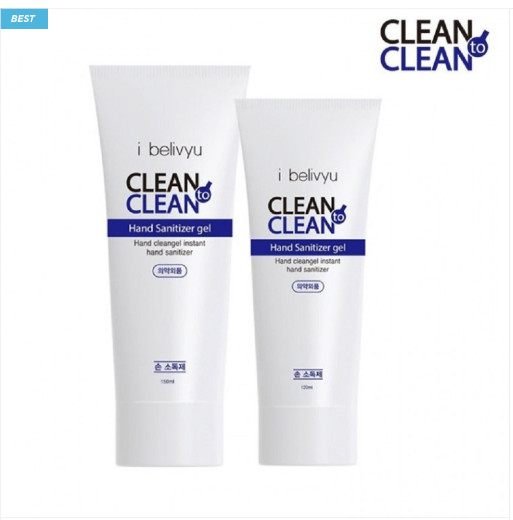 BEST
CLEAN
to
CLEAN
i belivyu
CLEAN
to
CLEAN
Hand Sanitizer gel
Hand cleangel instant
hand sanitizer
의약외품
손 소독제
150ml
i belivyu
CLEAN
to
CLEAN
Hand Sanitizer gel
Hand cleangel instant
hand sanitizer
의약외품
손 소독제
120ml